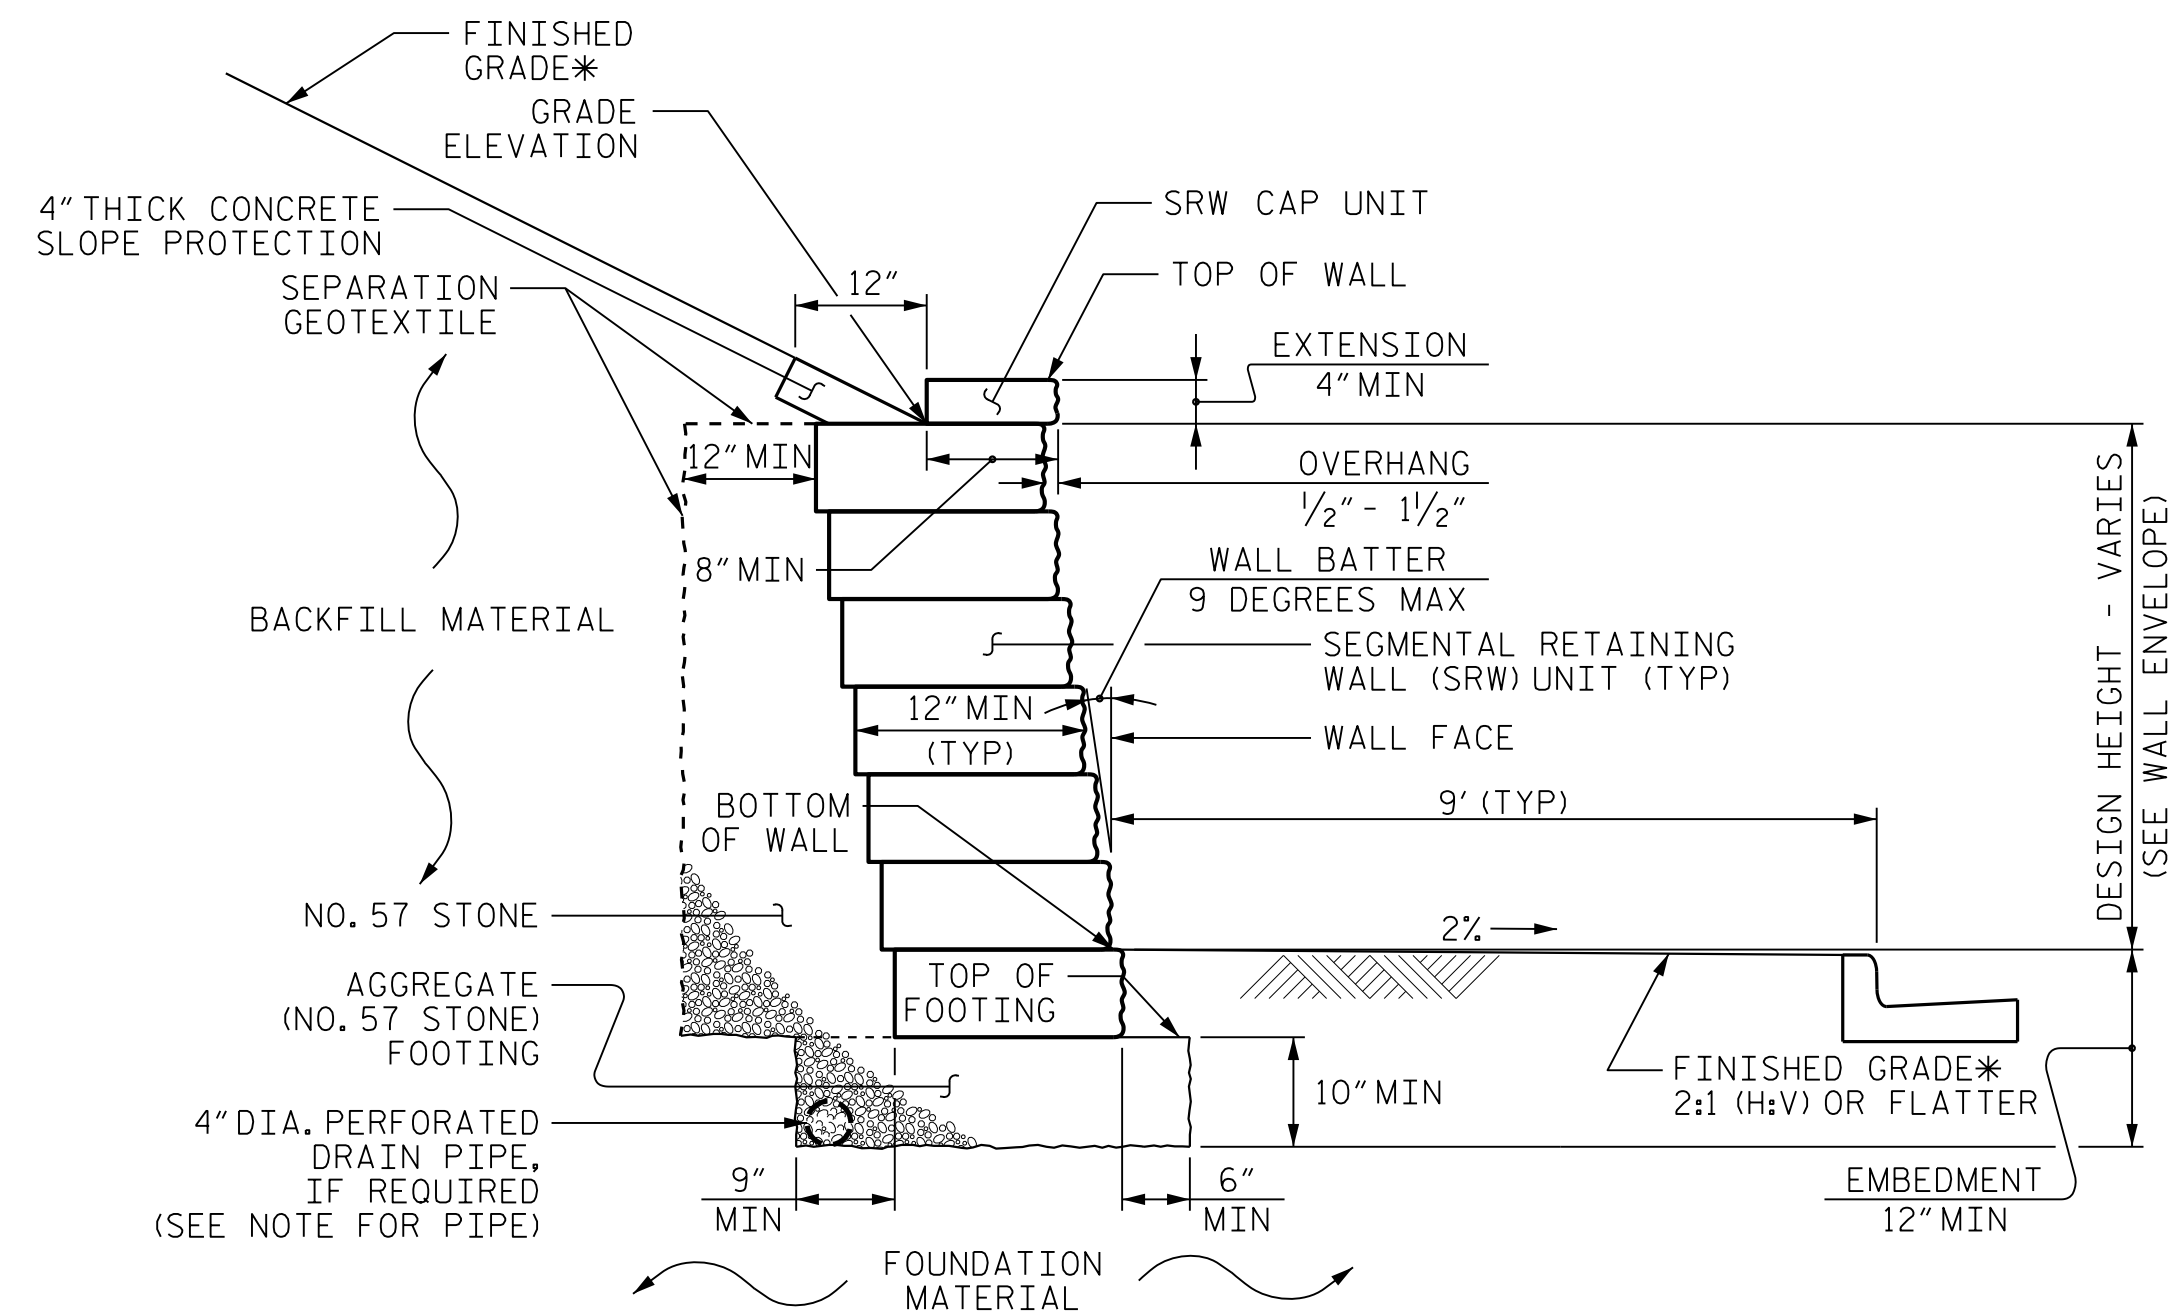 FINISHED
GRADE*
GRADE
ELEVATION
4" THICK CONCRETE
SLOPE PROTECTION
SEPARATION
GEOTEXTILE
12"
SRW CAP UNIT
TOP OF WALL
EXTENSION
4" MIN
12" MIN
OVERHANG
1/2" - 1 1/2"
8" MIN
WALL BATTER
9 DEGREES MAX
BACKFILL MATERIAL
SEGMENTAL RETAINING
WALL (SRW) UNIT (TYP)
12" MIN
(TYP)
WALL FACE
BOTTOM
OF WALL
9' (TYP)
DESIGN HEIGHT - VARIES
(SEE WALL ENVELOPE)
NO. 57 STONE
2%
TOP OF
FOOTING
AGGREGATE
(NO. 57 STONE)
FOOTING
10" MIN
FINISHED GRADE*
2:1 (H:V) OR FLATTER
4" DIA. PERFORATED
DRAIN PIPE,
IF REQUIRED
(SEE NOTE FOR PIPE)
9"
MIN
6"
MIN
EMBEDMENT
12" MIN
FOUNDATION
MATERIAL